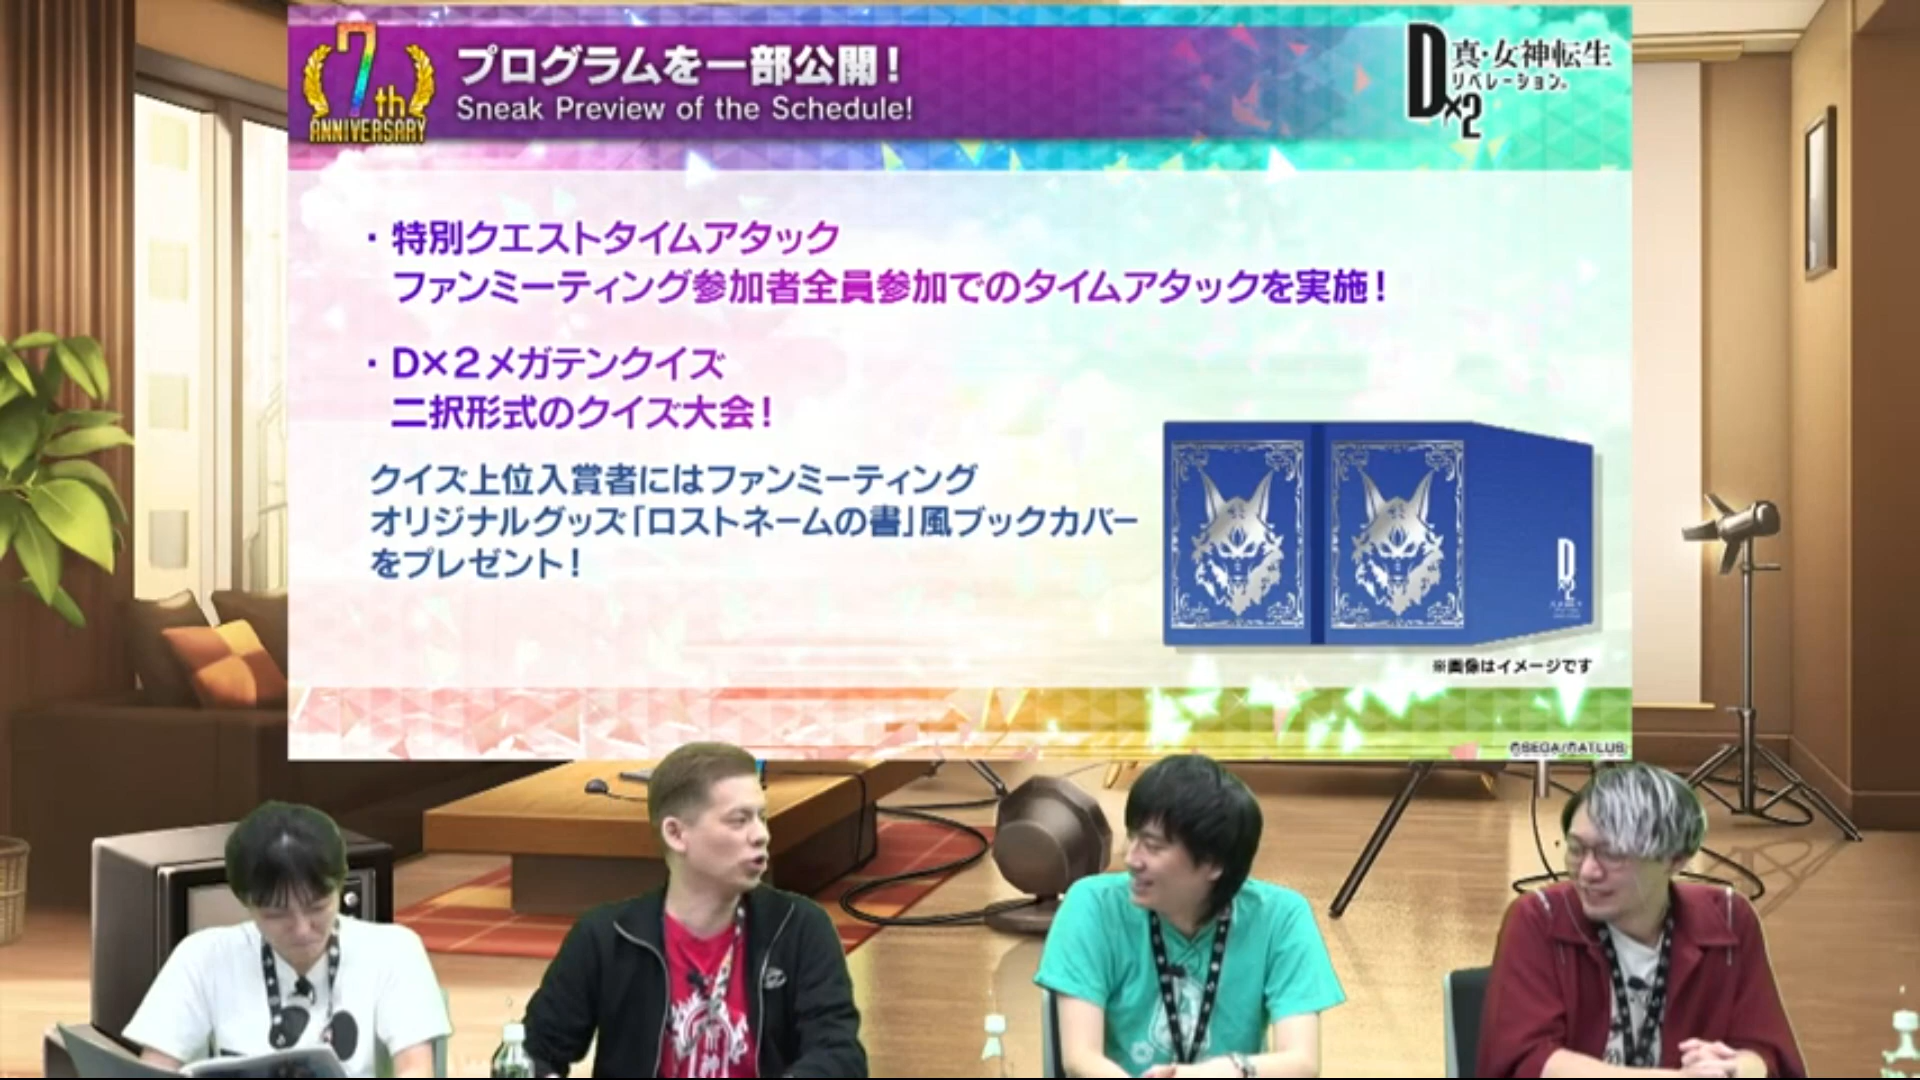 7th
ANNIVERSARY
プログラムを一部公開!
Sneak Preview of the Schedule!
D×2
真・女神転生
リベレーション
・特別クエストタイムアタック
ファンミーティング参加者全員参加でのタイムアタックを実施!
・D×2メガテンクイズ
二択形式のクイズ大会!
クイズ上位入賞者にはファンミーティング
オリジナルグッズ「ロストネームの書」風ブックカバー
をプレゼント!
※画像はイメージです
©SEGA/©ATLUS